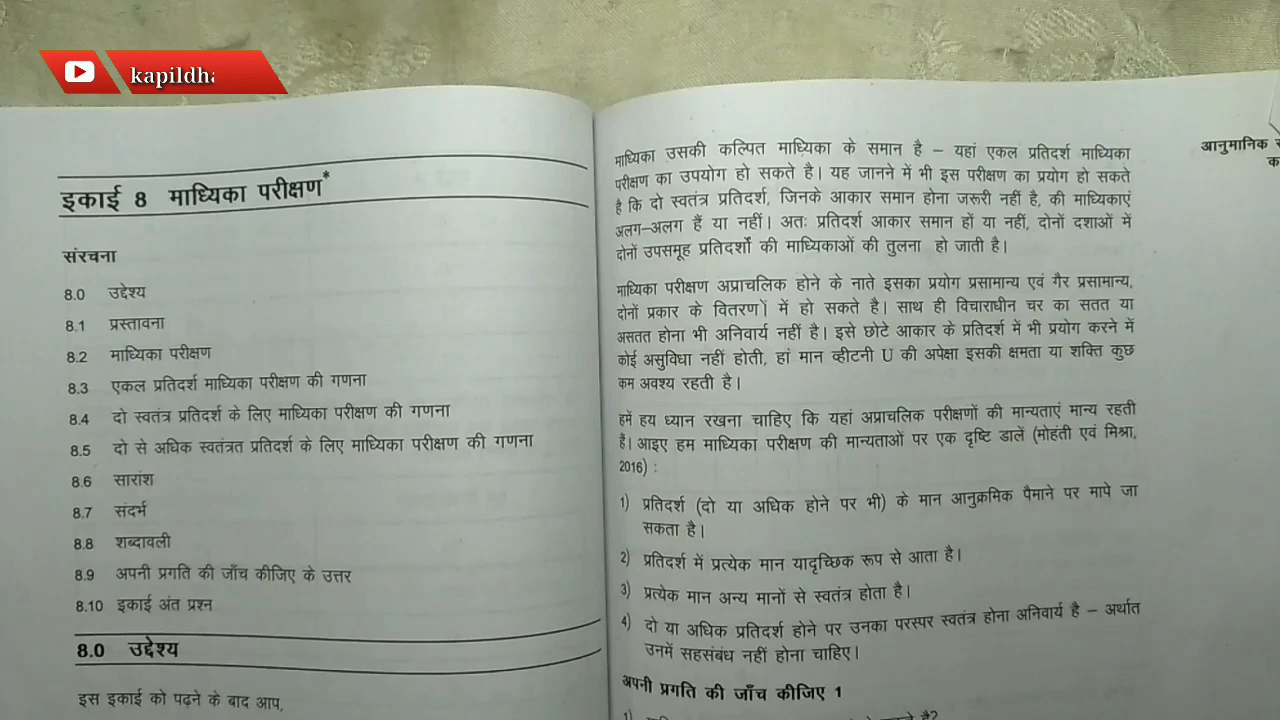 kapildha
इकाई 8 माध्यिका परीक्षण*
संरचना
8.0 उद्देश्य
8.1 प्रस्तावना
8.2 माध्यिका परीक्षण
8.3 एकल प्रतिदर्श माध्यिका परीक्षण की गणना
8.4 दो स्वतंत्र प्रतिदर्श के लिए माध्यिका परीक्षण की गणना
8.5 दो से अधिक स्वतंत्रत प्रतिदर्श के लिए माध्यिका परीक्षण की गणना
8.6 सारांश
8.7 संदर्भ
8.8 शब्दावली
8.9 अपनी प्रगति की जाँच कीजिए के उत्तर
8.10 इकाई अंत प्रश्न
8.0 उद्देश्य
इस इकाई को पढ़ने के बाद आप,
माध्यिका उसकी कल्पित माध्यिका के समान है – यहां एकल प्रतिदर्श माध्यिका
परीक्षण का उपयोग हो सकते है। यह जानने में भी इस परीक्षण का प्रयोग हो सकते
है कि दो स्वतंत्र प्रतिदर्श, जिनके आकार समान होना जरूरी नहीं है, की माध्यिकाएं
अलग–अलग हैं या नहीं। अतः प्रतिदर्श आकार समान हों या नहीं, दोनों दशाओं में
दोनों उपसमूह प्रतिदर्शों की माध्यिकाओं की तुलना हो जाती है।
माध्यिका परीक्षण अप्राचलिक होने के नाते इसका प्रयोग प्रसामान्य एवं गैर प्रसामान्य,
दोनों प्रकार के वितरणों में हो सकते है। साथ ही विचाराधीन चर का सतत या
असतत होना भी अनिवार्य नहीं है। इसे छोटे आकार के प्रतिदर्श में भी प्रयोग करने में
कोई असुविधा नहीं होती, हां मान व्हीटनी U की अपेक्षा इसकी क्षमता या शक्ति कुछ
कम अवश्य रहती है।
हमें हय ध्यान रखना चाहिए कि यहां अप्राचलिक परीक्षणों की मान्यताएं मान्य रहती
हैं। आइए हम माध्यिका परीक्षण की मान्यताओं पर एक दृष्टि डालें (मोहंती एवं मिश्रा,
2016) :
1) प्रतिदर्श (दो या अधिक होने पर भी) के मान आनुक्रमिक पैमाने पर मापे जा
सकता है।
2) प्रतिदर्श में प्रत्येक मान यादृच्छिक रूप से आता है।
3) प्रत्येक मान अन्य मानों से स्वतंत्र होता है।
4) दो या अधिक प्रतिदर्श होने पर उनका परस्पर स्वतंत्र होना अनिवार्य है – अर्थात
उनमें सहसंबंध नहीं होना चाहिए।
अपनी प्रगति की जाँच कीजिए 1
1)
आनुमानिक